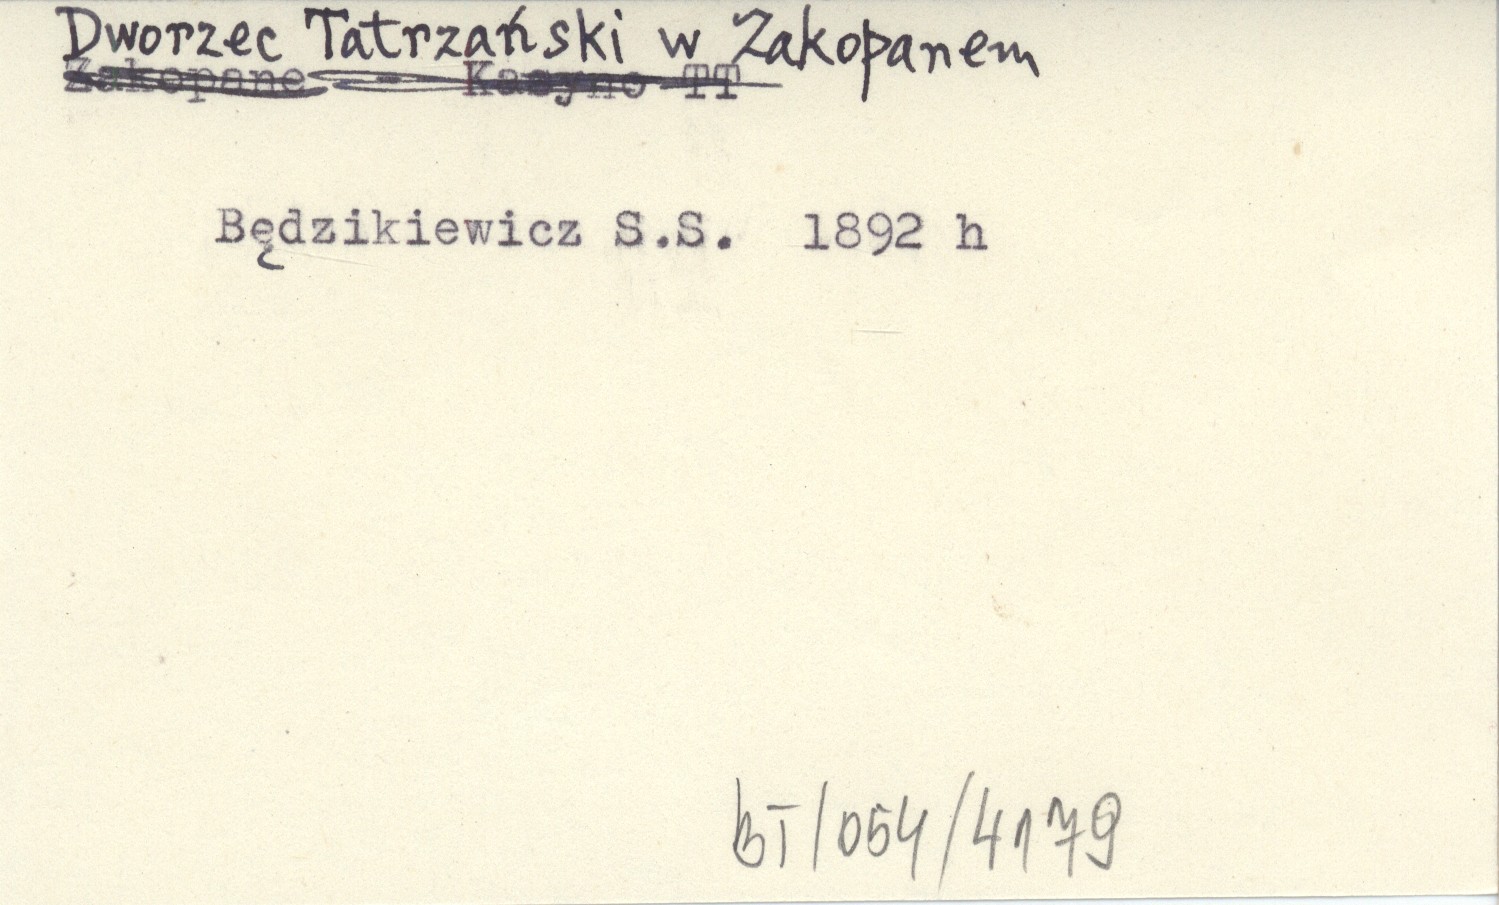 Dworzec Tatrzański w Zakopanem
Zakopane - Kasyno TT
Będzikiewicz S.S. 1892 h
BT/054/4179